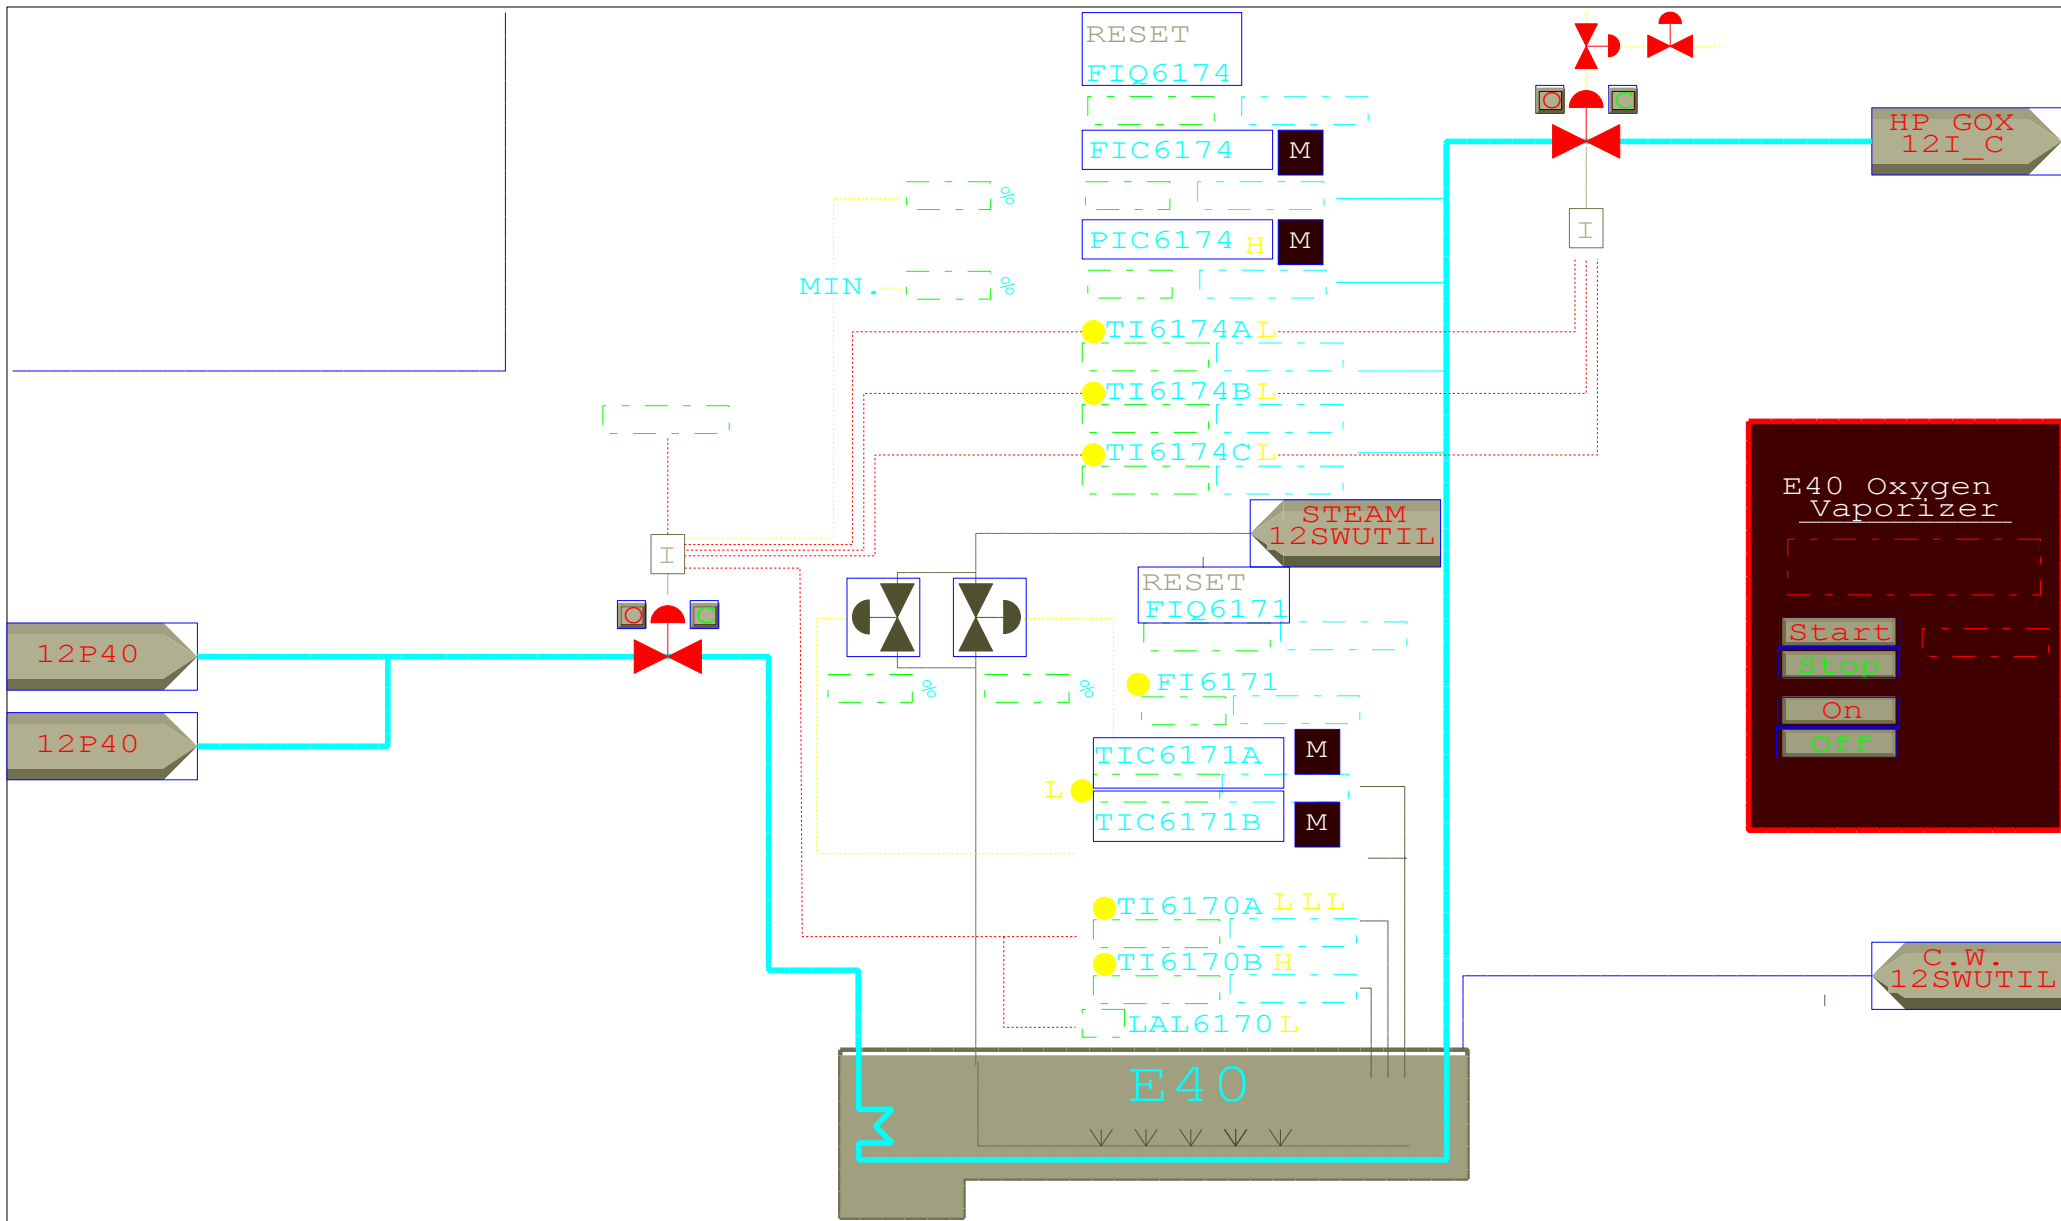 RESET
FIQ6174
O
C
HP GOX
12I_C
FIC6174
M
%
PIC6174 H
M
I
MIN.
%
TI6174A L
TI6174B L
TI6174C L
E40 Oxygen
Vaporizer
STEAM
12SWUTIL
I
RESET
FIQ6171
O
C
Start
Stop
12P40
%
%
FI6171
On
Off
12P40
TIC6171A
M
L
TIC6171B
M
TI6170A L LL
TI6170B H
C.W.
12SWUTIL
LAL6170 L
E40